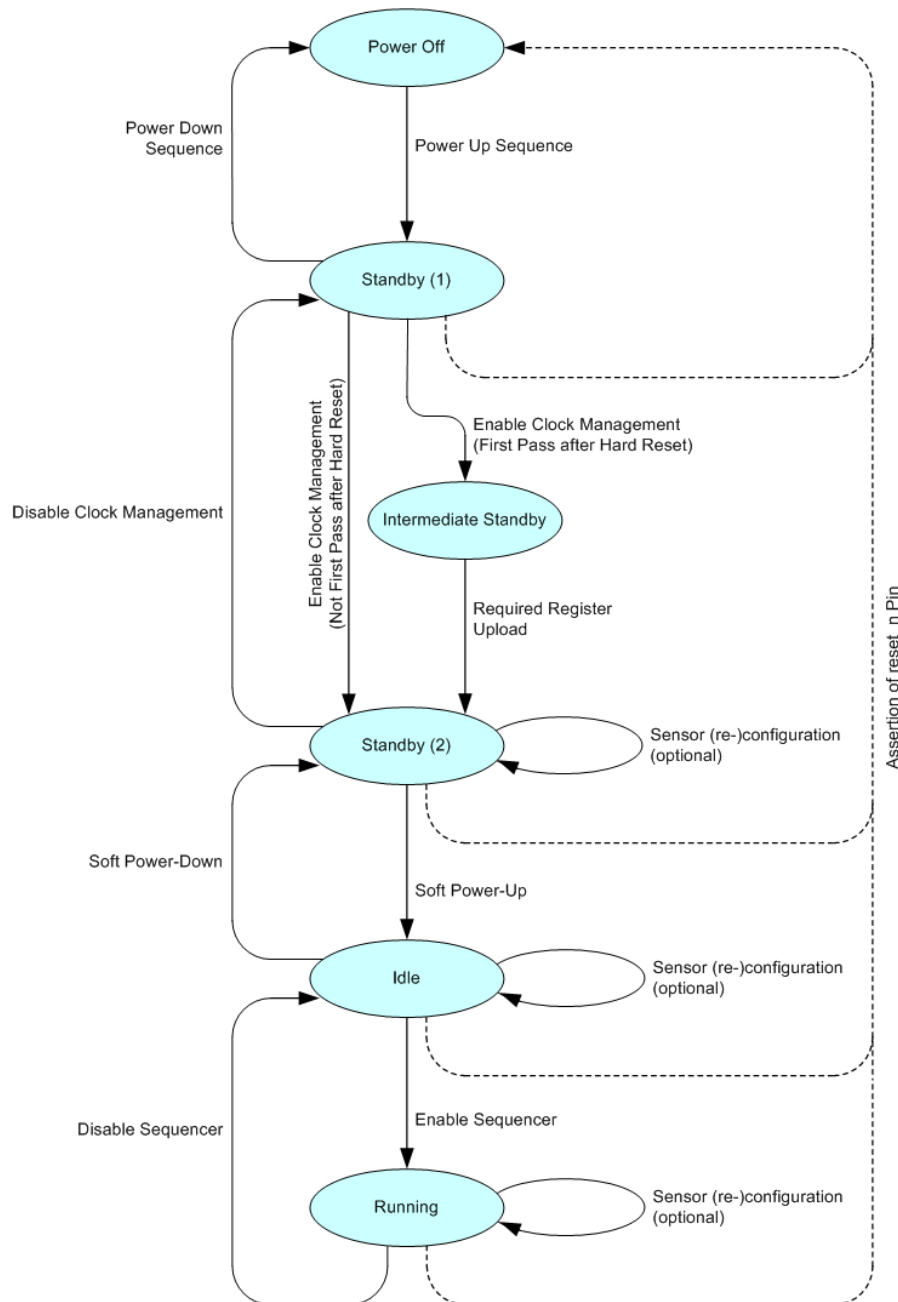 Power Off
Power Down
Sequence
Power Up Sequence
Standby (1)
Enable Clock Management
(Not First Pass after Hard Reset)
Enable Clock Management
(First Pass after Hard Reset)
Disable Clock Management
Intermediate Standby
Required Register
Upload
Assertion of reset_n Pin
Standby (2)
Sensor (re-)configuration
(optional)
Soft Power-Down
Soft Power-Up
Idle
Sensor (re-)configuration
(optional)
Disable Sequencer
Enable Sequencer
Running
Sensor (re-)configuration
(optional)